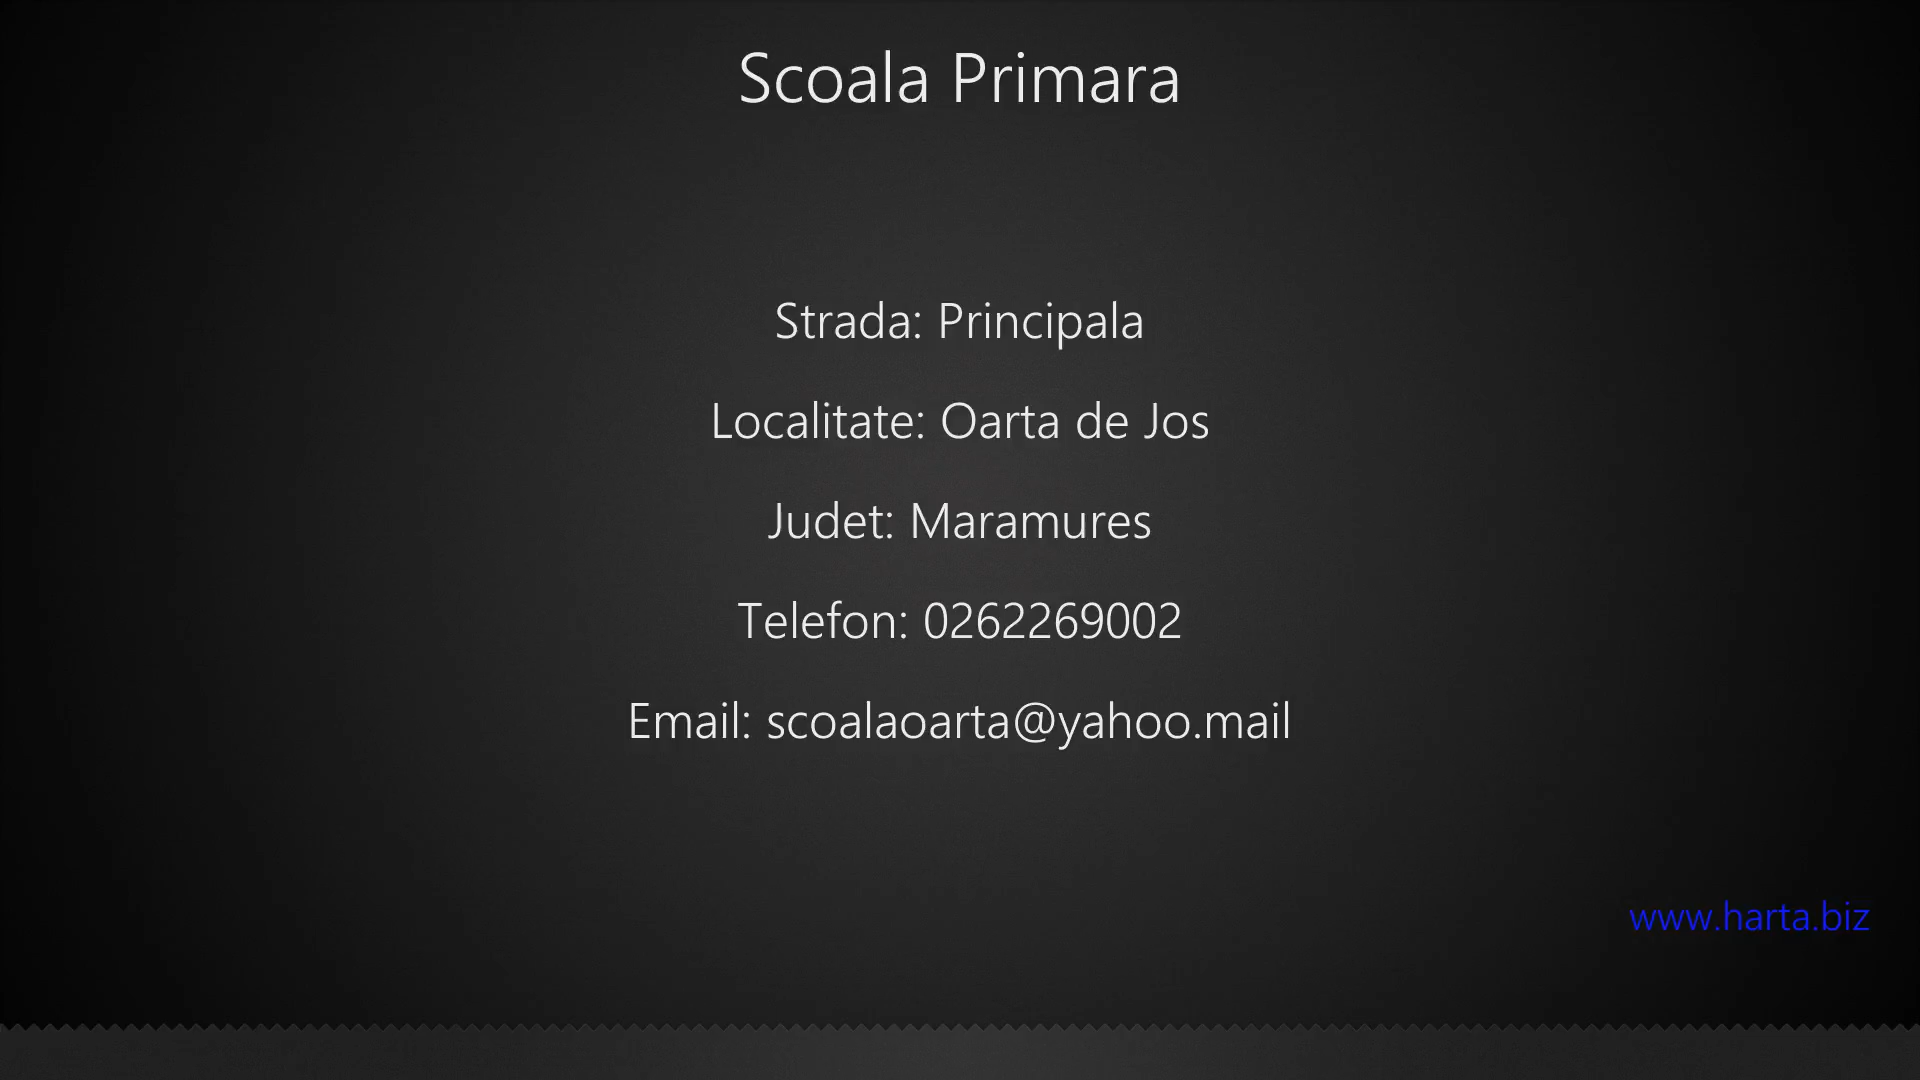 Scoala Primara
Strada: Principala
Localitate: Oarta de Jos
Judet: Maramures
Telefon: 0262269002
Email: scoalaoarta@yahoo.mail
www.harta.biz